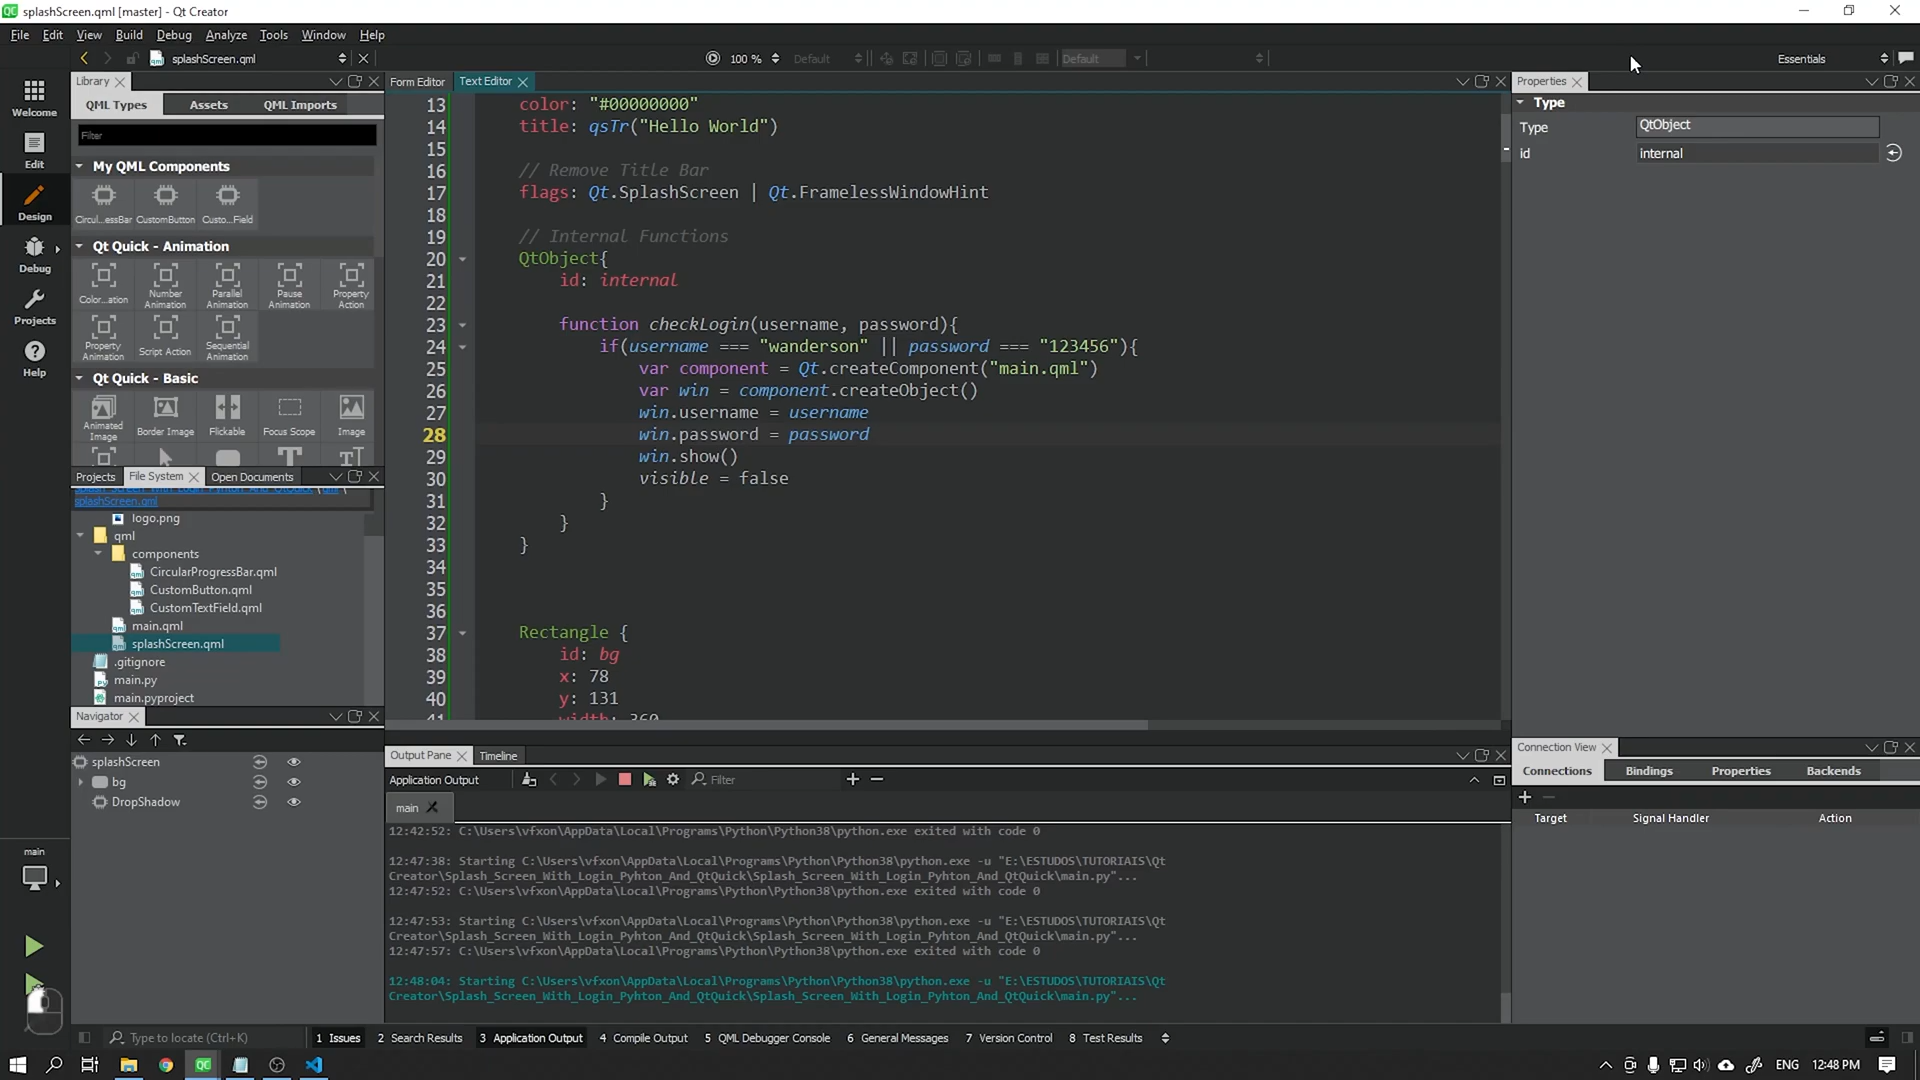 splashScreen.qml [master] - Qt Creator
File Edit View Build Debug Analyze Tools Window Help
splashScreen.qml
100 %
Default
Default
Essentials
Library
Form Editor
Text Editor
Properties
QML Types
Assets
QML Imports
Filter
My QML Components
Circul...essBar
CustomButton
Custo...Field
Qt Quick - Animation
Color...ation
Number Animation
Parallel Animation
Pause Animation
Property Action
Property Animation
Script Action
Sequential Animation
Qt Quick - Basic
Animated Image
Border Image
Flickable
Focus Scope
Image
Welcome
Edit
Design
Debug
Projects
Help
13 color: "#00000000"
14 title: qsTr("Hello World")
15
16 // Remove Title Bar
17 flags: Qt.SplashScreen | Qt.FramelessWindowHint
18
19 // Internal Functions
20 QtObject{
21 id: internal
22
23 function checkLogin(username, password){
24 if(username === "wanderson" || password === "123456"){
25 var component = Qt.createComponent("main.qml")
26 var win = component.createObject()
27 win.username = username
28 win.password = password
29 win.show()
30 visible = false
31 }
32 }
33 }
34
35
36
37 Rectangle {
38 id: bg
39 x: 78
40 y: 131
41 width: 360
Type
Type QtObject
id internal
Projects
File System
Open Documents
Splash_Screen_With_Login_Pyhton_And_QtQuick \ qml \
splashScreen.qml
logo.png
qml
components
CircularProgressBar.qml
CustomButton.qml
CustomTextField.qml
main.qml
splashScreen.qml
.gitignore
main.py
main.pyproject
Navigator
splashScreen
bg
DropShadow
main
Output Pane
Timeline
Application Output
Filter
main
12:42:52: C:\Users\vfxon\AppData\Local\Programs\Python\Python38\python.exe exited with code 0
12:47:38: Starting C:\Users\vfxon\AppData\Local\Programs\Python\Python38\python.exe -u "E:\ESTUDOS\TUTORIAIS\Qt
Creator\Splash_Screen_With_Login_Pyhton_And_QtQuick\Splash_Screen_With_Login_Pyhton_And_QtQuick\main.py"...
12:47:52: C:\Users\vfxon\AppData\Local\Programs\Python\Python38\python.exe exited with code 0
12:47:53: Starting C:\Users\vfxon\AppData\Local\Programs\Python\Python38\python.exe -u "E:\ESTUDOS\TUTORIAIS\Qt
Creator\Splash_Screen_With_Login_Pyhton_And_QtQuick\Splash_Screen_With_Login_Pyhton_And_QtQuick\main.py"...
12:47:57: C:\Users\vfxon\AppData\Local\Programs\Python\Python38\python.exe exited with code 0
12:48:04: Starting C:\Users\vfxon\AppData\Local\Programs\Python\Python38\python.exe -u "E:\ESTUDOS\TUTORIAIS\Qt
Creator\Splash_Screen_With_Login_Pyhton_And_QtQuick\Splash_Screen_With_Login_Pyhton_And_QtQuick\main.py"...
Connection View
Connections
Bindings
Properties
Backends
Target
Signal Handler
Action
Type to locate (Ctrl+K)
1 Issues
2 Search Results
3 Application Output
4 Compile Output
5 QML Debugger Console
6 General Messages
7 Version Control
8 Test Results
ENG
12:48 PM